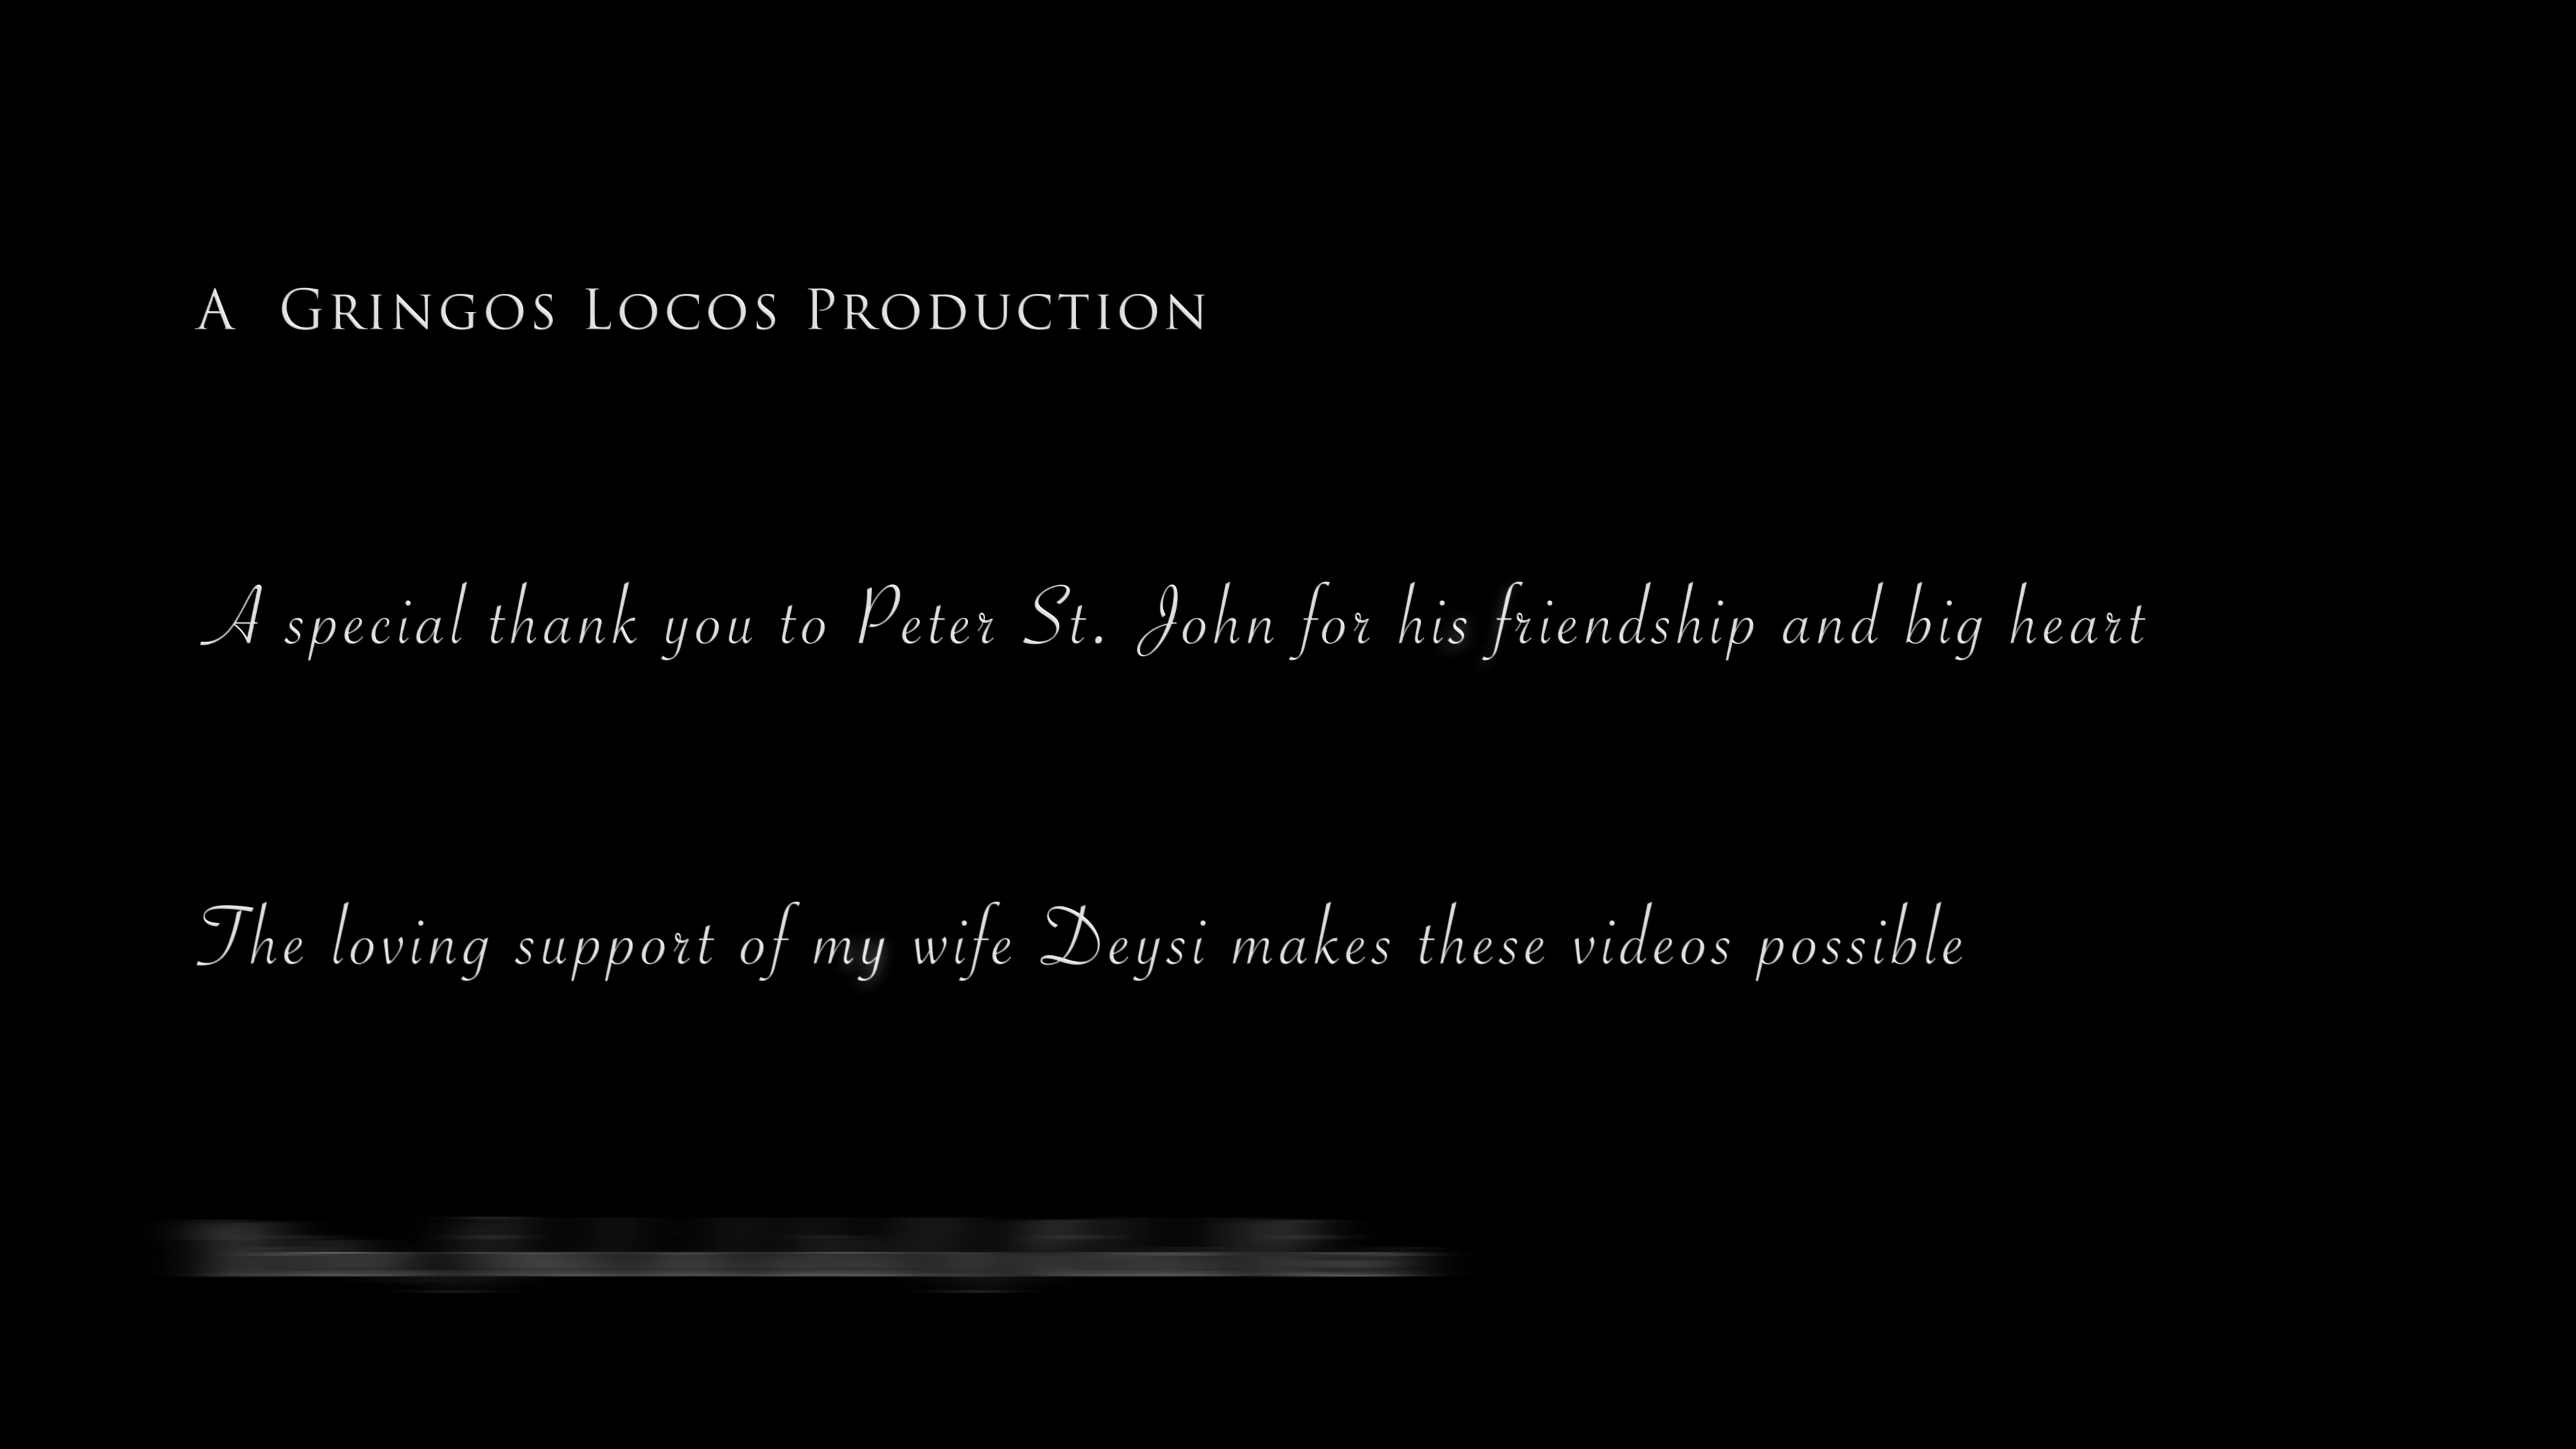 A Gringos Locos Production
A special thank you to Peter St. John for his friendship and big heart
The loving support of my wife Deysi makes these videos possible